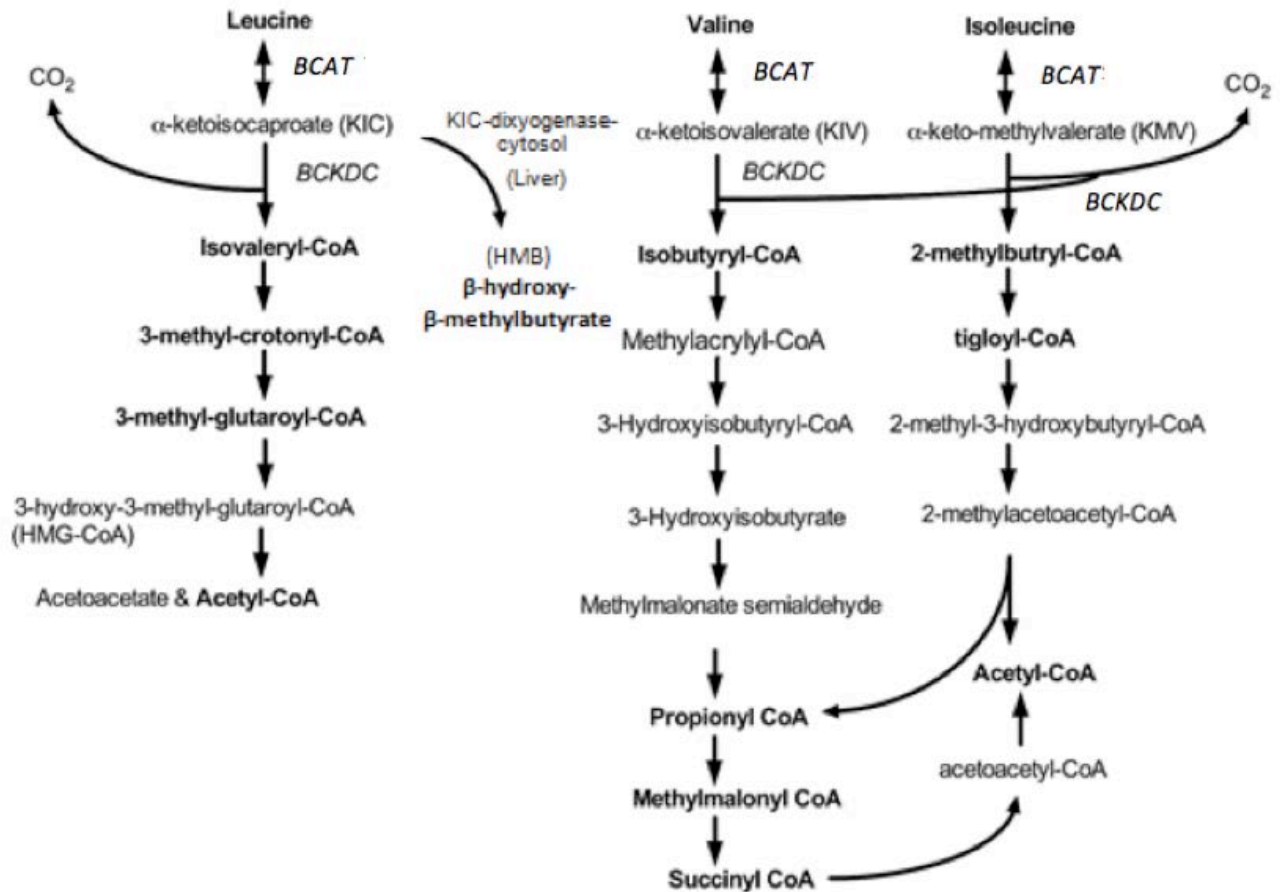 Leucine
BCAT
CO2
α-ketoisocaproate (KIC)
BCKDC
KIC-dixyogenase-
cytosol
(Liver)
(HMB)
β-hydroxy-
β-methylbutyrate
Isovaleryl-CoA
3-methyl-crotonyl-CoA
3-methyl-glutaroyl-CoA
3-hydroxy-3-methyl-glutaroyl-CoA
(HMG-CoA)
Acetoacetate & Acetyl-CoA
Valine
BCAT
α-ketoisovalerate (KIV)
BCKDC
Isobutyryl-CoA
Methylacrylyl-CoA
3-Hydroxyisobutyryl-CoA
3-Hydroxyisobutyrate
Methylmalonate semialdehyde
Propionyl CoA
Methylmalonyl CoA
Succinyl CoA
Isoleucine
BCAT
CO2
α-keto-methylvalerate (KMV)
BCKDC
2-methylbutryl-CoA
tigloyl-CoA
2-methyl-3-hydroxybutyryl-CoA
2-methylacetoacetyl-CoA
Acetyl-CoA
acetoacetyl-CoA